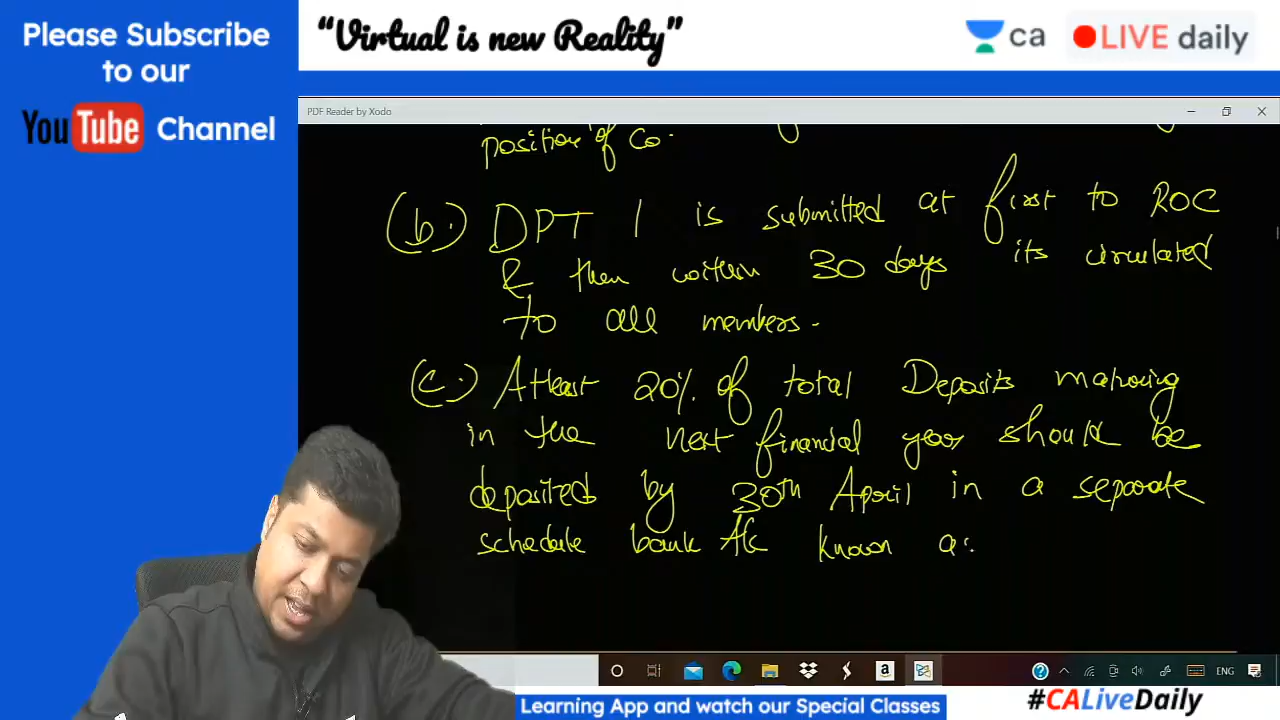 Please Subscribe
to our
YouTube Channel
“Virtual is new Reality”
ca
LIVE daily
PDF Reader by Xodo
position of Co.
(b.) DPT 1 is submitted at first to ROC
& then within 30 days its circulated
to all members.
(c.) Atleast 20% of total Deposits maturing
in the next financial year should be
deposited by 30th April in a separate
schedule bank A/c known as
ENG
Learning App and watch our Special Classes
#CALiveDaily